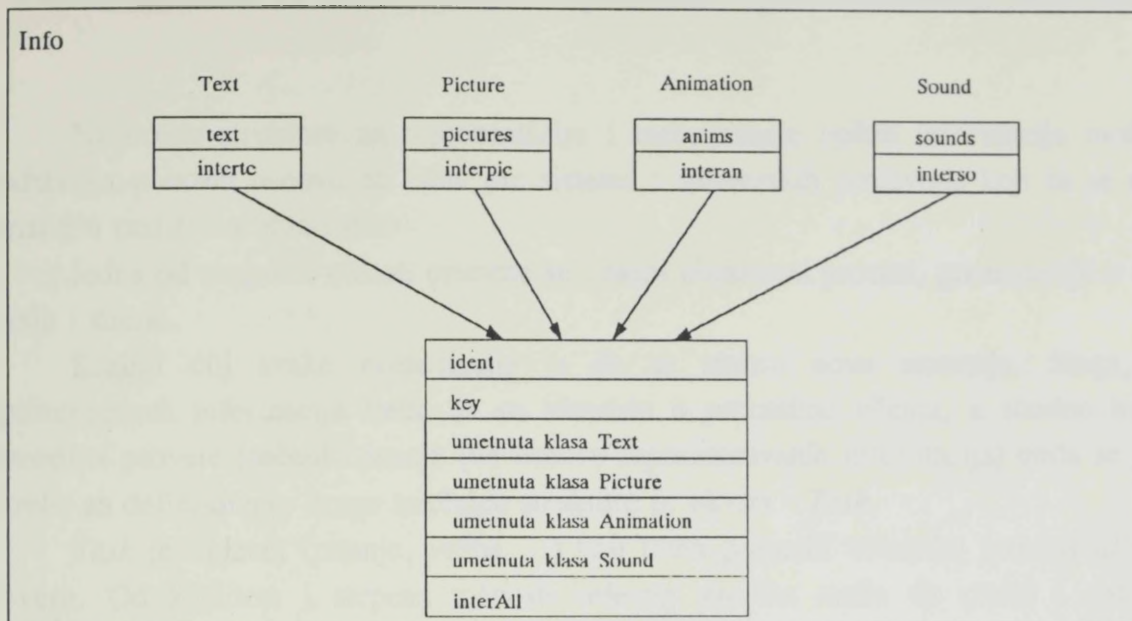 Info
Text Picture Animation Sound
text pictures anims sounds
interte interpic interan interso
ident
key
umetnuta klasa Text
umetnuta klasa Picture
umetnuta klasa Animation
umetnuta klasa Sound
interAll